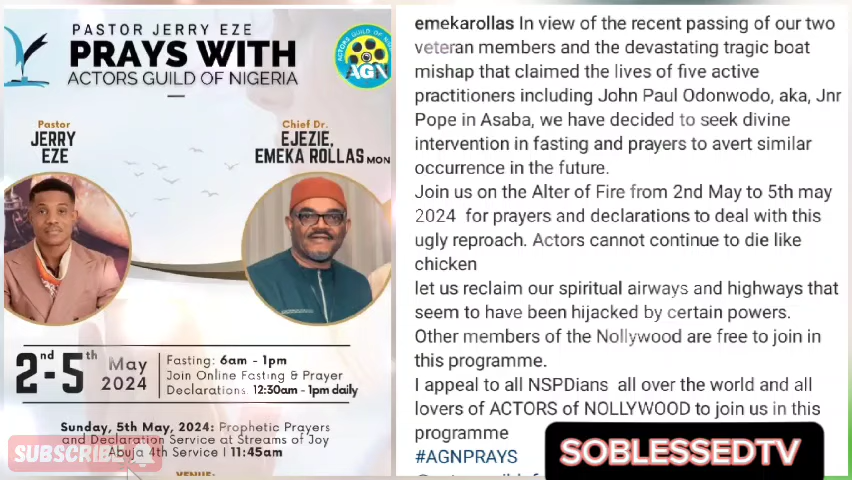 PASTOR JERRY EZE
PRAYS WITH
ACTORS GUILD OF NIGERIA
ACTORS GUILD OF
AGN
Pastor
JERRY
EZE
Chief Dr.
EJEZIE,
EMEKA ROLLAS MON
2nd - 5th May
2024
Fasting: 6am - 1pm
Join Online Fasting & Prayer
Declarations. 12:30am - 1pm daily
Sunday, 5th May, 2024: Prophetic Prayers
and Declaration Service at Streams of Joy
Abuja 4th Service | 11:45am
VENUE:
SUBSCRIBE
emekarollas In view of the recent passing of our two
veteran members and the devastating tragic boat
mishap that claimed the lives of five active
practitioners including John Paul Odonwodo, aka, Jnr
Pope in Asaba, we have decided to seek divine
intervention in fasting and prayers to avert similar
occurrence in the future.
Join us on the Alter of Fire from 2nd May to 5th may
2024 for prayers and declarations to deal with this
ugly reproach. Actors cannot continue to die like
chicken
let us reclaim our spiritual airways and highways that
seem to have been hijacked by certain powers.
Other members of the Nollywood are free to join in
this programme.
I appeal to all NSPDians all over the world and all
lovers of ACTORS of NOLLYWOOD to join us in this
programme
#AGNPRAYS
SOBLESSEDTV